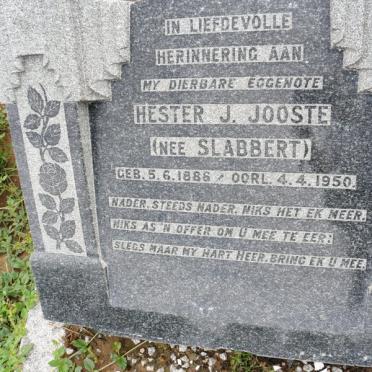 IN LIEFDEVOLLE
HERINNERING AAN
MY DIERBARE EGGENOTE
HESTER J. JOOSTE
(NEE SLABBERT)
GEB. 5.6.1886 - OORL. 4.4.1950.
NADER, STEEDS NADER, NIKS HET EK MEER,
NIKS AS 'N OFFER OM U MEE TE EER;
SLEGS MAAR MY HART HEER, BRING EK U MEE.